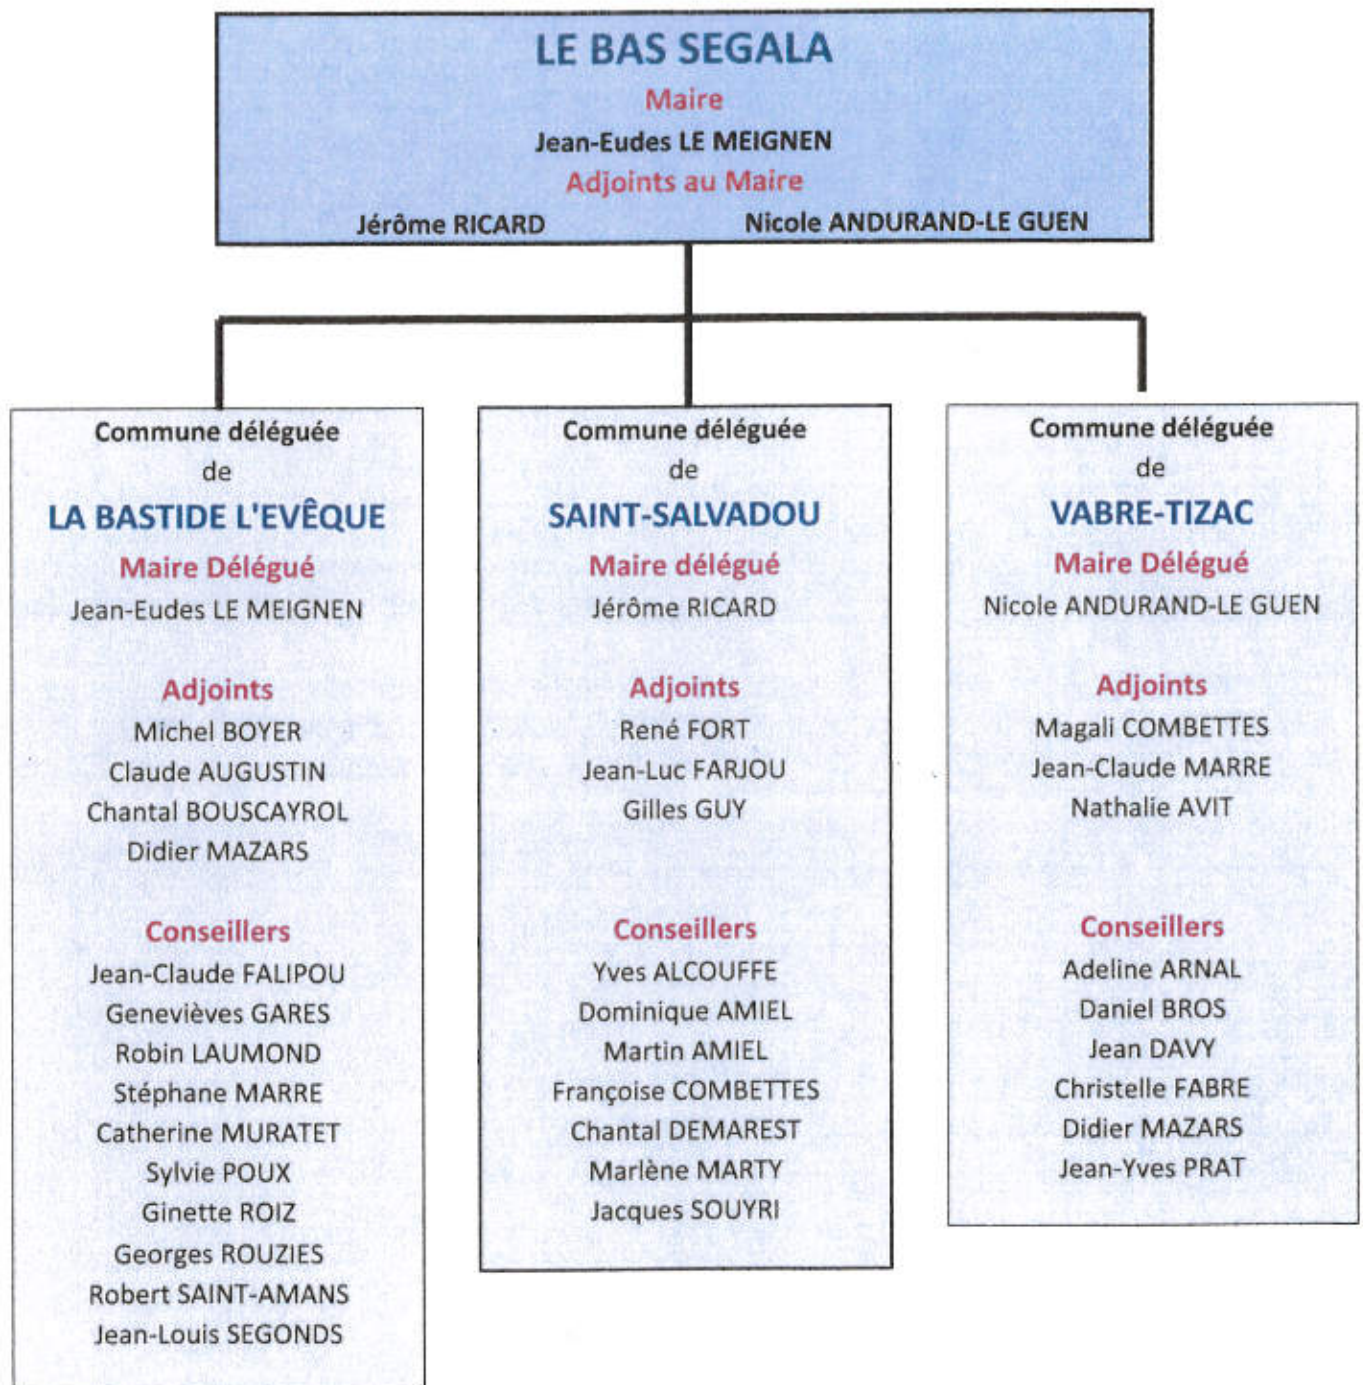 LE BAS SEGALA
Maire
Jean-Eudes LE MEIGNEN
Adjoints au Maire
Jérôme RICARD Nicole ANDURAND-LE GUEN
Commune déléguée
de
LA BASTIDE L'EVÊQUE
Maire Délégué
Jean-Eudes LE MEIGNEN
Adjoints
Michel BOYER
Claude AUGUSTIN
Chantal BOUSCAYROL
Didier MAZARS
Conseillers
Jean-Claude FALIPOU
Genevièves GARES
Robin LAUMOND
Stéphane MARRE
Catherine MURATET
Sylvie POUX
Ginette ROIZ
Georges ROUZIES
Robert SAINT-AMANS
Jean-Louis SEGONDS
Commune déléguée
de
SAINT-SALVADOU
Maire délégué
Jérôme RICARD
Adjoints
René FORT
Jean-Luc FARJOU
Gilles GUY
Conseillers
Yves ALCOUFFE
Dominique AMIEL
Martin AMIEL
Françoise COMBETTES
Chantal DEMAREST
Marlène MARTY
Jacques SOUYRI
Commune déléguée
de
VABRE-TIZAC
Maire Délégué
Nicole ANDURAND-LE GUEN
Adjoints
Magali COMBETTES
Jean-Claude MARRE
Nathalie AVIT
Conseillers
Adeline ARNAL
Daniel BROS
Jean DAVY
Christelle FABRE
Didier MAZARS
Jean-Yves PRAT